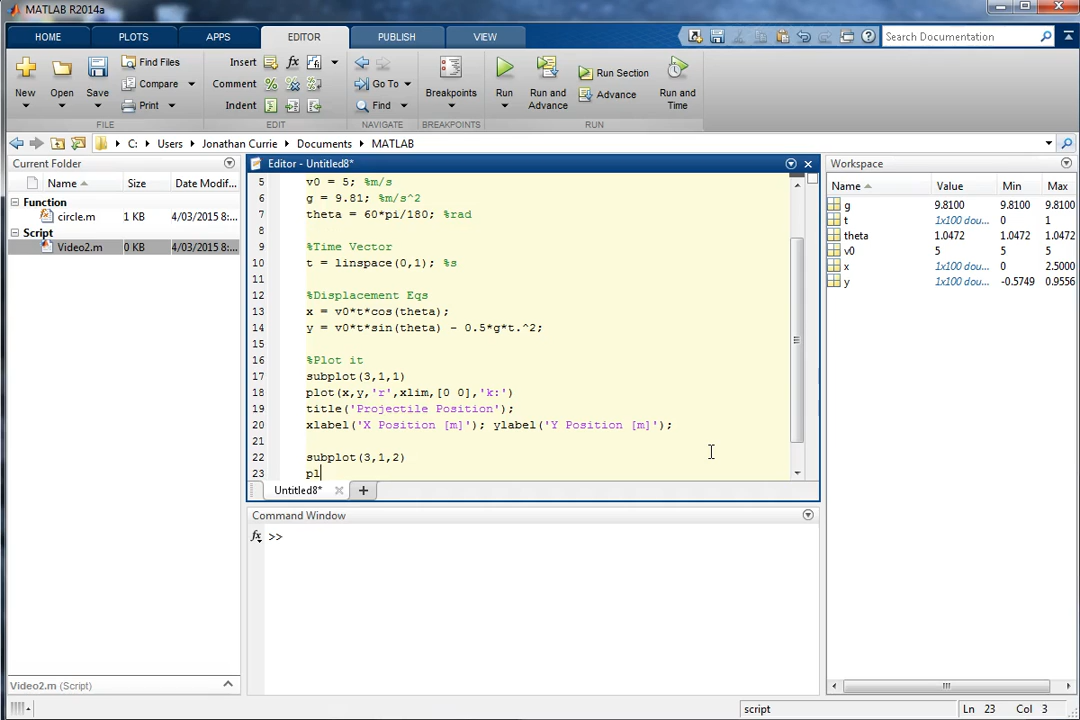 MATLAB R2014a
HOME PLOTS APPS EDITOR PUBLISH VIEW Search Documentation
New Open Save Find Files Compare Print Insert Comment Indent fx Go To Find Breakpoints Run Run and Advance Run Section Advance Run and Time
FILE EDIT NAVIGATE BREAKPOINTS RUN
C: Users Jonathan Currie Documents MATLAB
Current Folder
Name Size Date Modif...
Function
circle.m 1 KB 4/03/2015 8:...
Script
Video2.m 0 KB 4/03/2015 8:...
Video2.m (Script)
Editor - Untitled8*
5 v0 = 5; %m/s
6 g = 9.81; %m/s^2
7 theta = 60*pi/180; %rad
8
9 %Time Vector
10 t = linspace(0,1); %s
11
12 %Displacement Eqs
13 x = v0*t*cos(theta);
14 y = v0*t*sin(theta) - 0.5*g*t.^2;
15
16 %Plot it
17 subplot(3,1,1)
18 plot(x,y,'r',xlim,[0 0],'k:')
19 title('Projectile Position');
20 xlabel('X Position [m]'); ylabel('Y Position [m]');
21
22 subplot(3,1,2)
23 pl
Untitled8*
Command Window
fx >>
Workspace
Name Value Min Max
g 9.8100 9.8100 9.8100
t 1x100 dou... 0 1
theta 1.0472 1.0472 1.0472
v0 5 5 5
x 1x100 dou... 0 2.5000
y 1x100 dou... -0.5749 0.9556
script Ln 23 Col 3